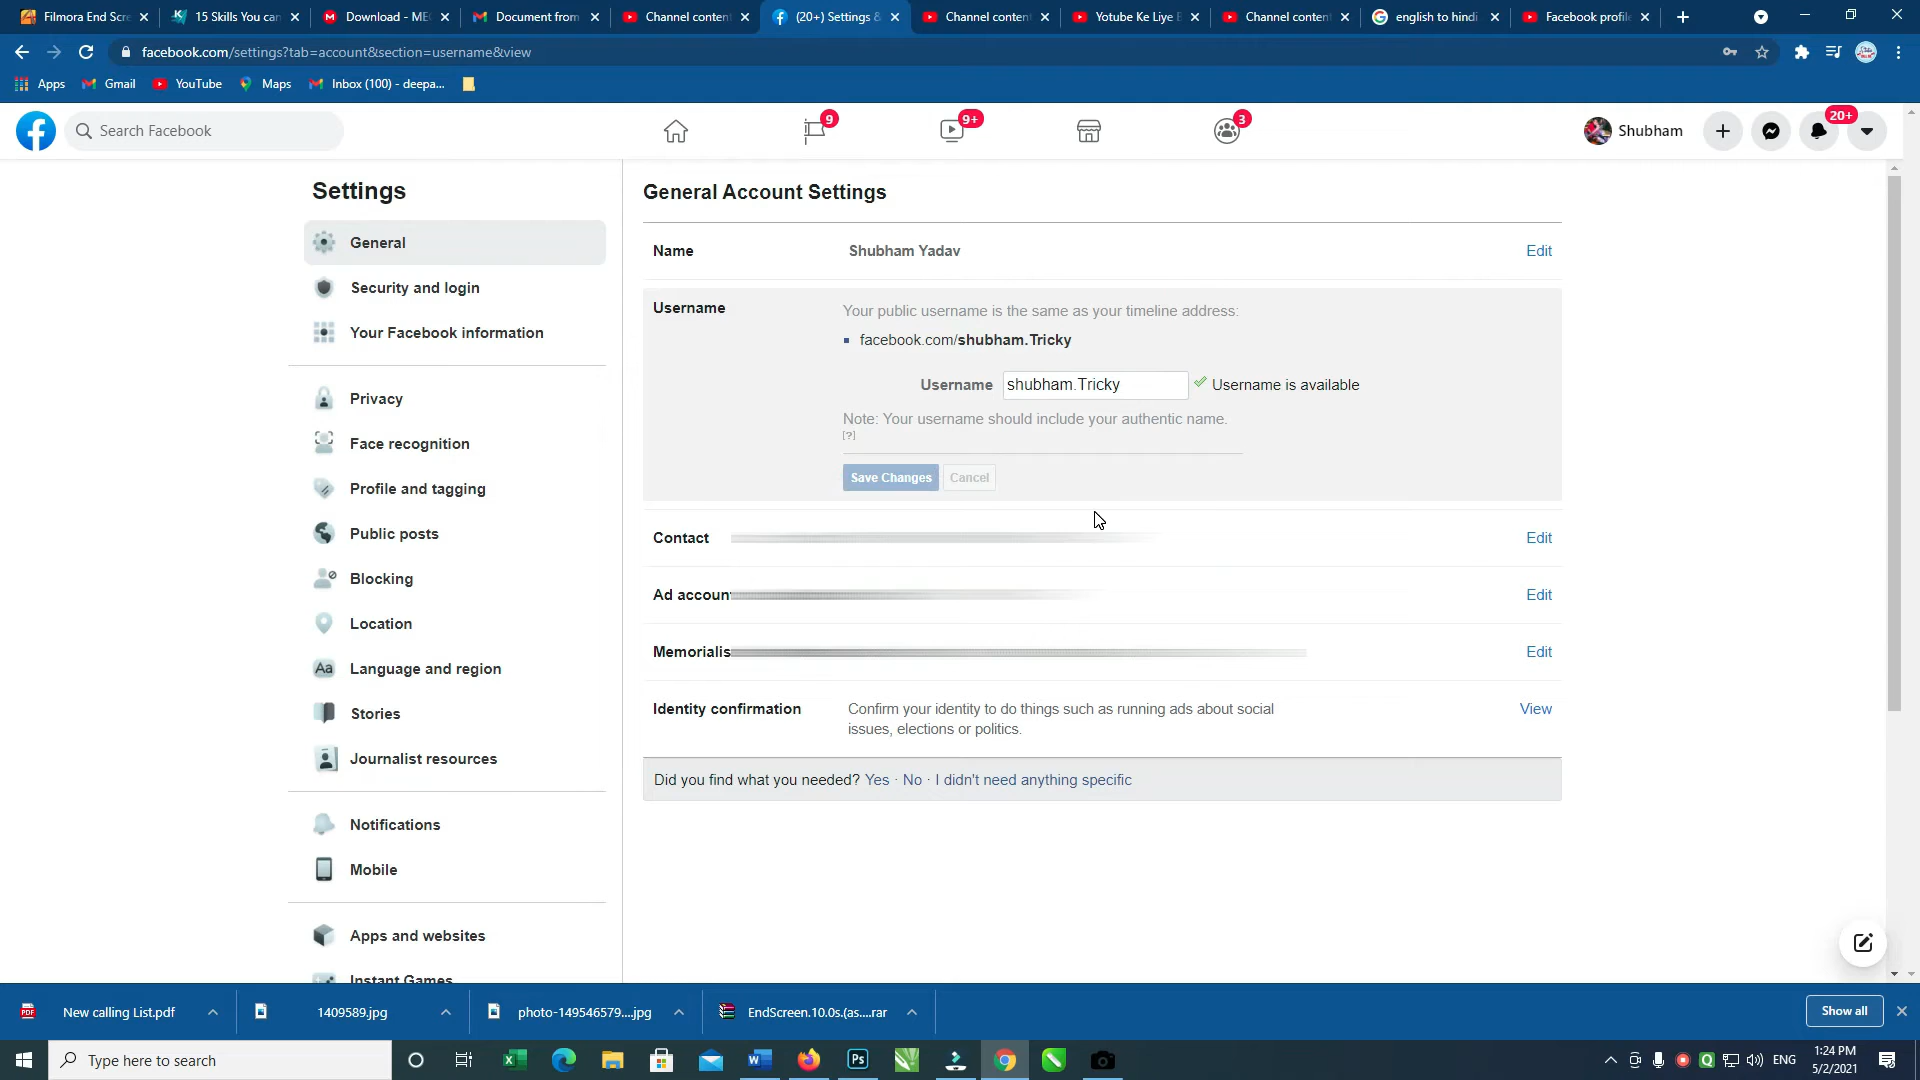 Filmora End Scre
15 Skills You can
Download - ME
Document from
Channel conten
(20+) Settings &
Channel conten
Yotube Ke Liye E
Channel conten
english to hindi
Facebook profile
facebook.com/settings?tab=account&section=username&view
Apps
Gmail
YouTube
Maps
Inbox (100) - deepa...
Search Facebook
9
9+
3
Shubham
20+
Settings
General
Security and login
Your Facebook information
Privacy
Face recognition
Profile and tagging
Public posts
Blocking
Location
Aa Language and region
Stories
Journalist resources
Notifications
Mobile
Apps and websites
Instant Games
General Account Settings
Name Shubham Yadav Edit
Username Your public username is the same as your timeline address:
facebook.com/shubham.Tricky
Username shubham.Tricky Username is available
Note: Your username should include your authentic name.
[?]
Save Changes Cancel
Contact Edit
Ad accoun Edit
Memorialis Edit
Identity confirmation Confirm your identity to do things such as running ads about social View
issues, elections or politics.
Did you find what you needed? Yes · No · I didn't need anything specific
PDF New calling List.pdf
1409589.jpg
photo-149546579....jpg
EndScreen.10.0s.(as....rar
Show all
Type here to search
Ps
ENG
1:24 PM
5/2/2021